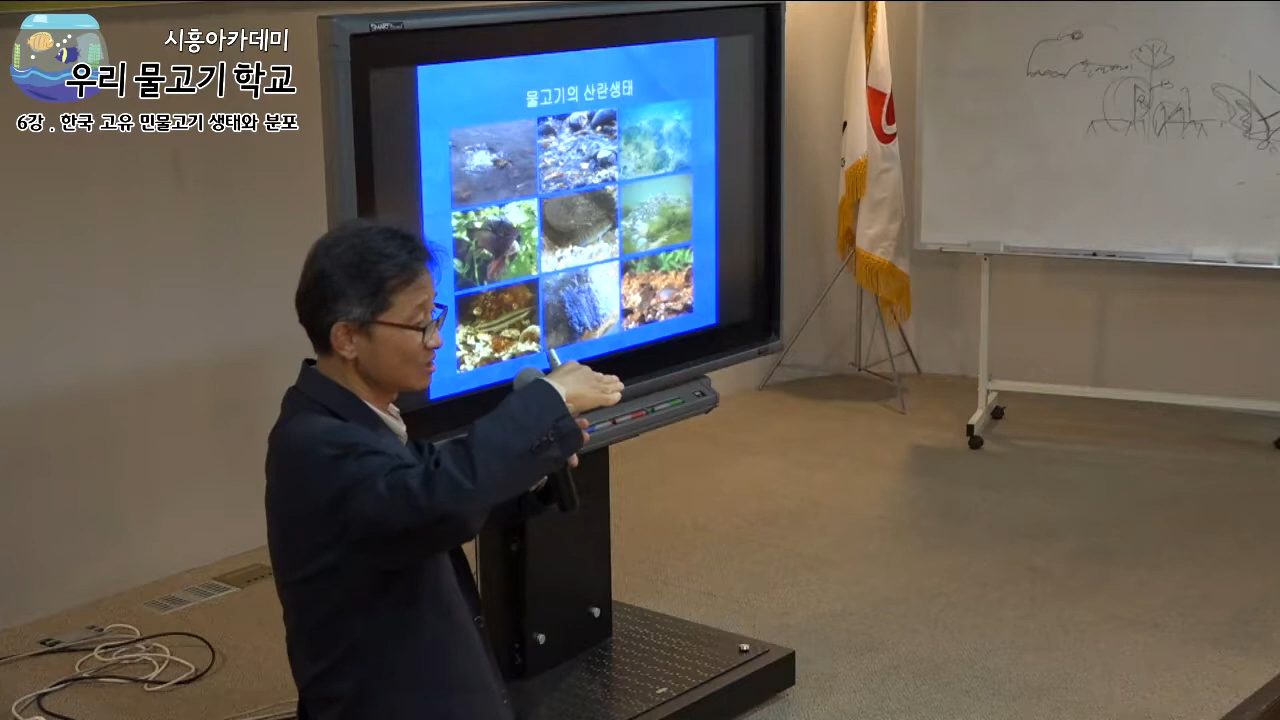 시흥아카데미
우리 물고기 학교
6강 . 한국 고유 민물고기 생태와 분포
물고기의 산란생태